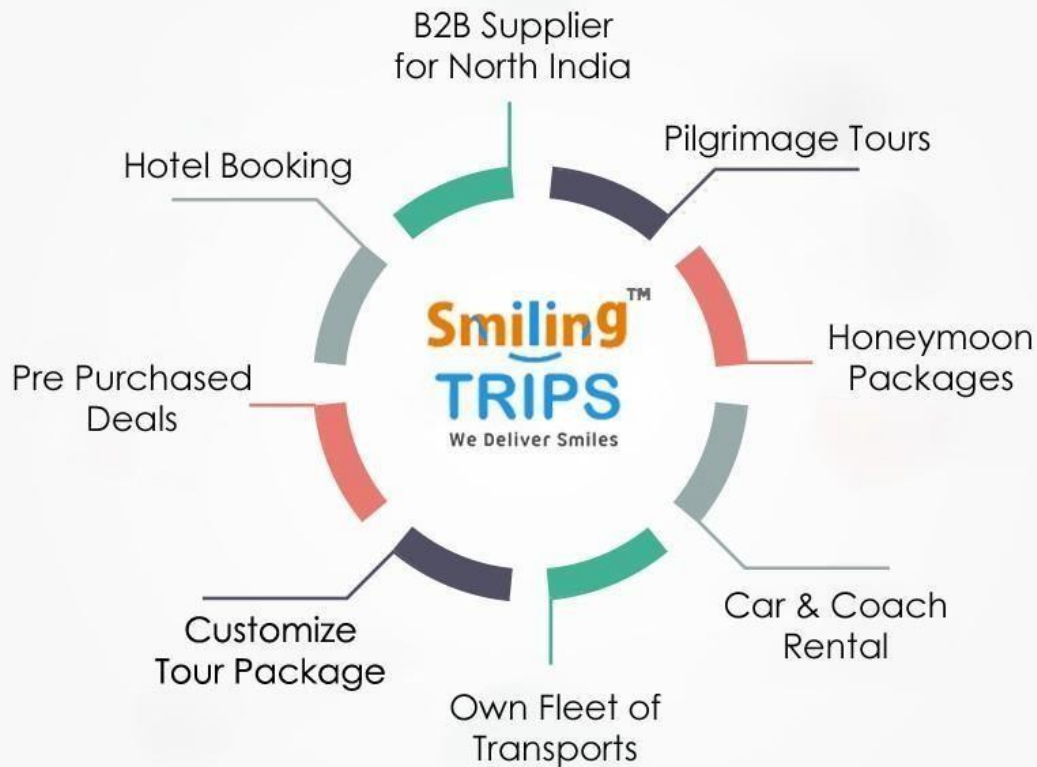 B2B Supplier
for North India
Pilgrimage Tours
Hotel Booking
Smiling™
TRIPS
We Deliver Smiles
Honeymoon
Packages
Pre Purchased
Deals
Car & Coach
Rental
Customize
Tour Package
Own Fleet of
Transports